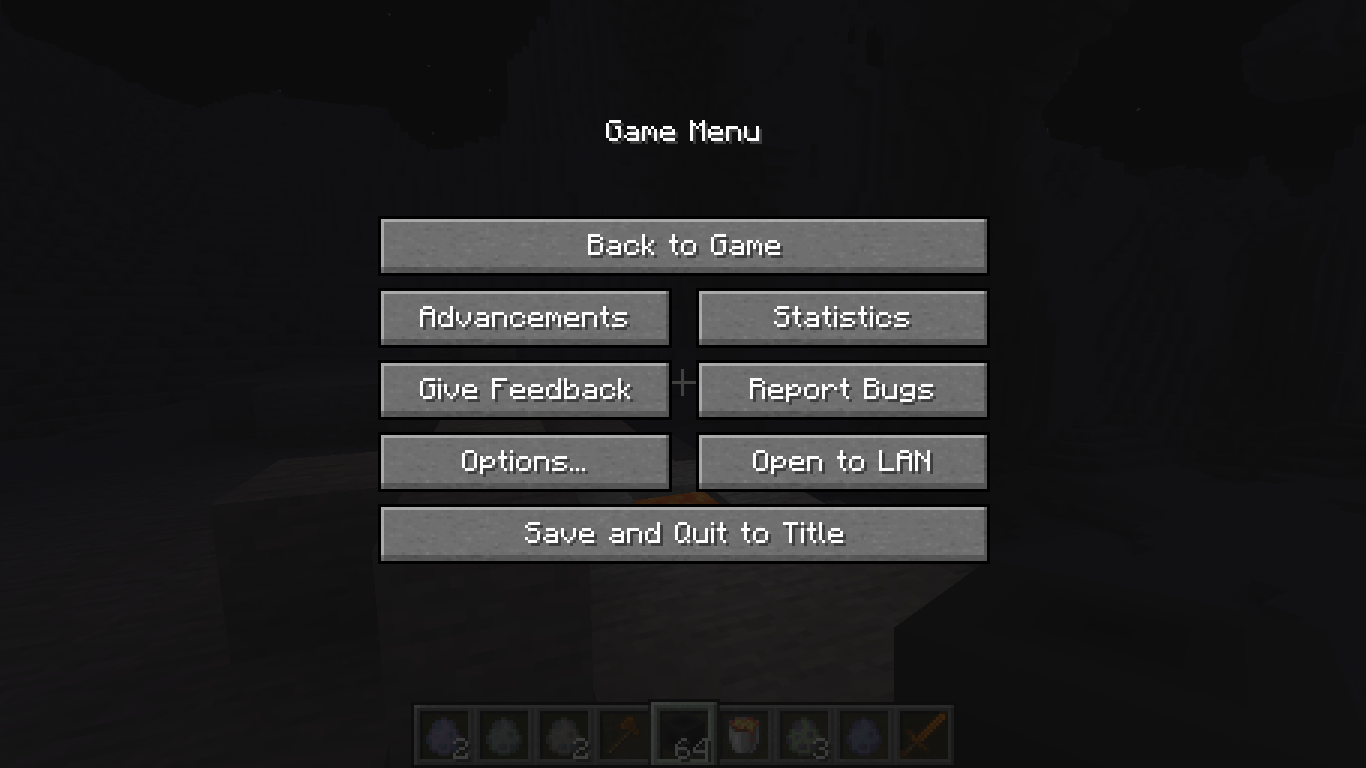 Game Menu
Back to Game
Advancements
Statistics
Give Feedback
Report Bugs
Options...
Open to LAN
Save and Quit to Title
2
2
64
3